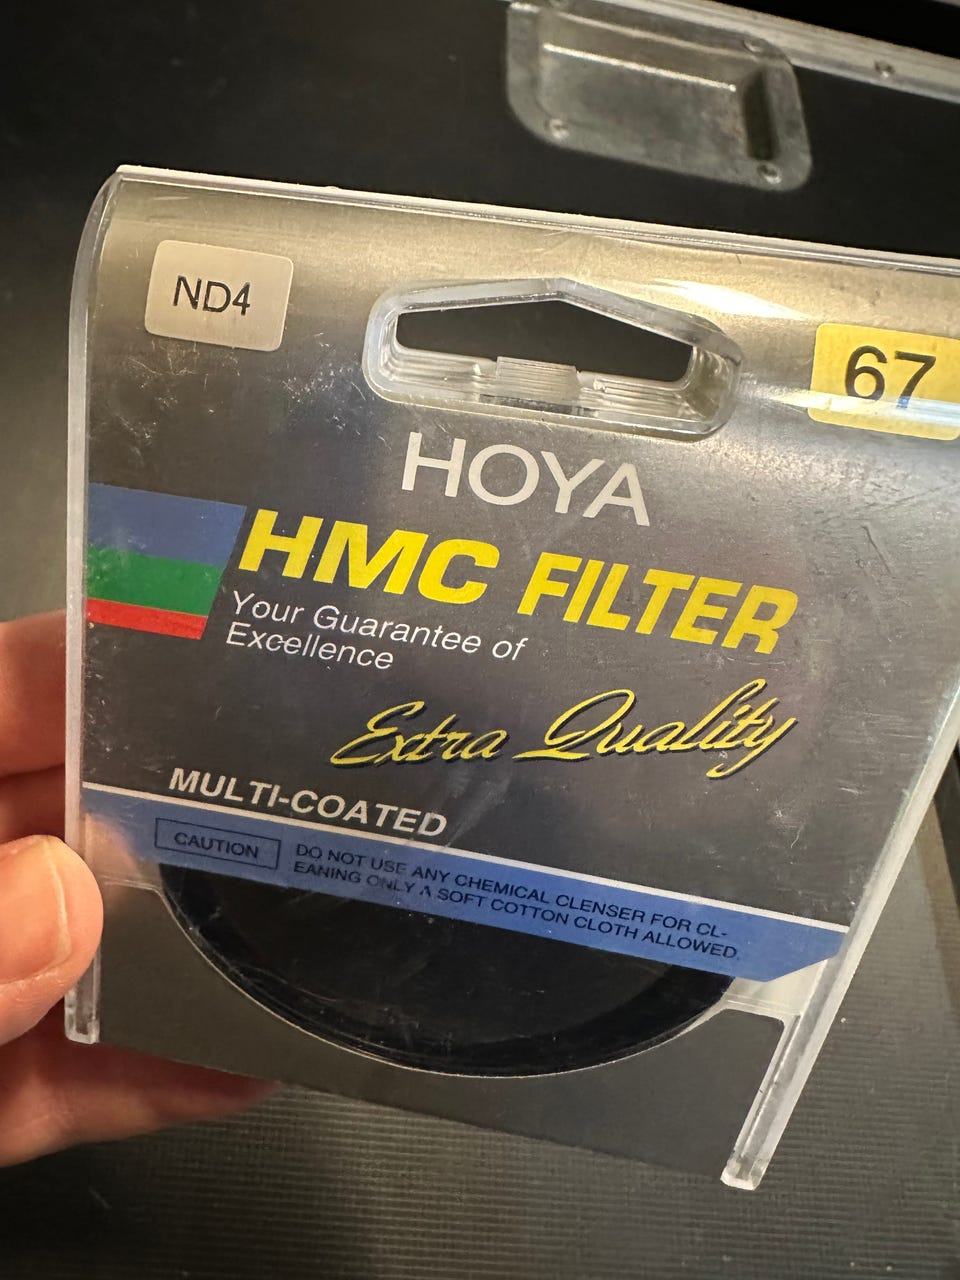 ND4
67
HOYA
HMC FILTER
Your Guarantee of
Excellence
Extra Quality
MULTI-COATED
CAUTION
DO NOT USE ANY CHEMICAL CLENSER FOR CL-
EANING ONLY A SOFT COTTON CLOTH ALLOWED.